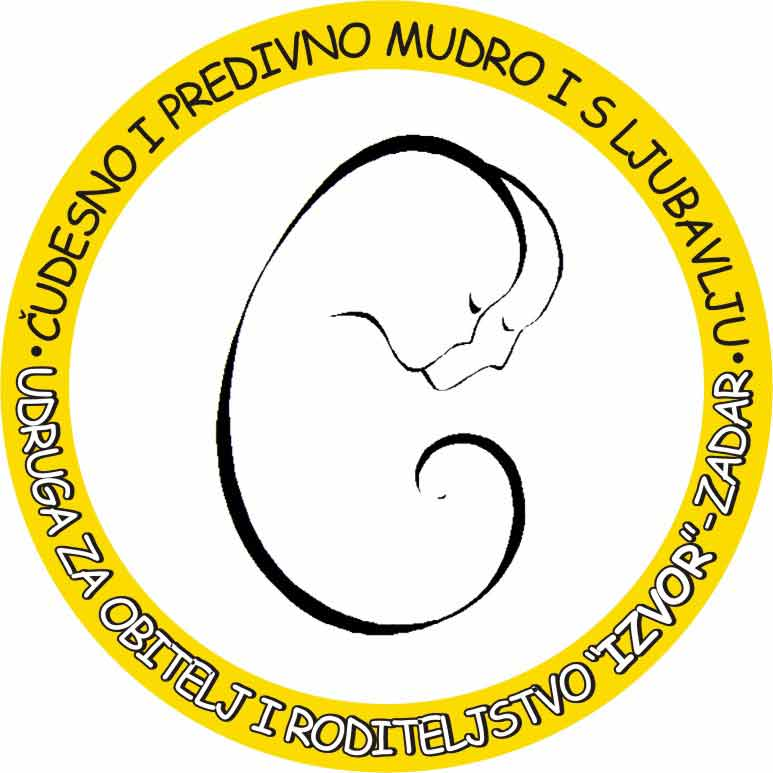 • ČUDESNO I PREDIVNO MUDRO I S LJUBAVLJU •
UDRUGA ZA OBITELJ I RODITELJSTVO "IZVOR"-ZADAR